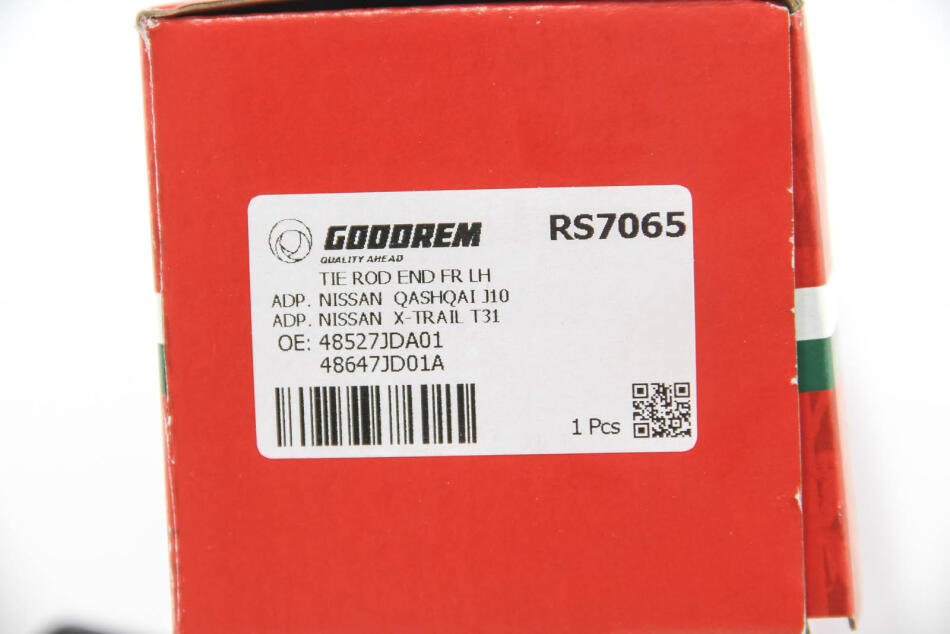 GOODREM
RS7065
QUALITY AHEAD
TIE ROD END FR LH
ADP. NISSAN QASHQAI J10
ADP. NISSAN X-TRAIL T31
OE: 48527JDA01
48647JD01A
1 Pcs